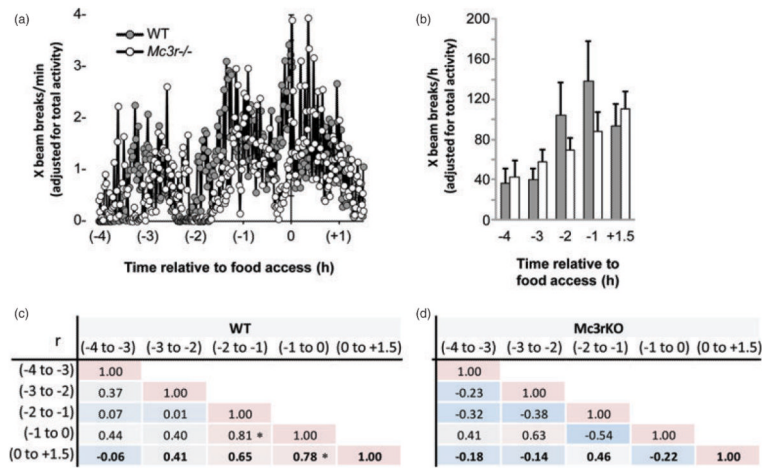 (a)
4-
3-
2-
1-
0-
X beam breaks/min
(adjusted for total activity)
WT
Mc3r-/-
(-4) (-3) (-2) (-1) 0 (+1)
Time relative to food access (h)
(b)
200
160
120
80
40
0
X beam breaks/h
(adjusted for total activity)
-4 -3 -2 -1 +1.5
Time relative to
food access (h)
(c)
WT
r (-4 to -3) (-3 to -2) (-2 to -1) (-1 to 0) (0 to +1.5)
(-4 to -3) 1.00
(-3 to -2) 0.37 1.00
(-2 to -1) 0.07 0.01 1.00
(-1 to 0) 0.44 0.40 0.81 * 1.00
(0 to +1.5) -0.06 0.41 0.65 0.78 * 1.00
(d)
Mc3rKO
(-4 to -3) (-3 to -2) (-2 to -1) (-1 to 0) (0 to +1.5)
1.00
-0.23 1.00
-0.32 -0.38 1.00
0.41 0.63 -0.54 1.00
-0.18 -0.14 0.46 -0.22 1.00